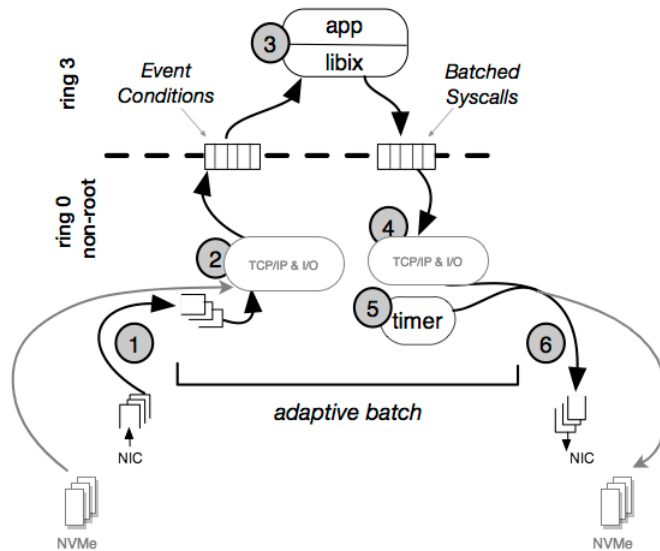 app
3
libix
Event
Conditions
Batched
Syscalls
ring 3
ring 0
non-root
2
TCP/IP & I/O
4
TCP/IP & I/O
5
timer
1
6
adaptive batch
NIC
NIC
NVMe
NVMe